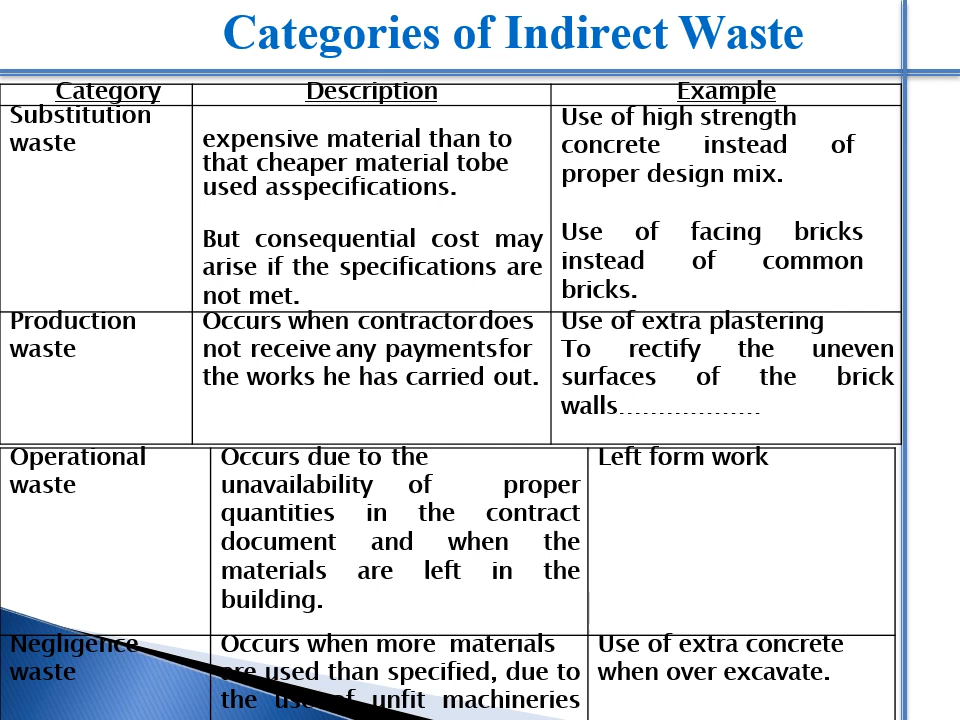 Categories of Indirect Waste
Category Description Example
Substitution
waste
expensive material than to
that cheaper material tobe
used asspecifications.
But consequential cost may
arise if the specifications are
not met.
Use of high strength
concrete instead of
proper design mix.
Use of facing bricks
instead of common
bricks.
Production
waste
Occurs when contractordoes
not receive any paymentsfor
the works he has carried out.
Use of extra plastering
To rectify the uneven
surfaces of the brick
walls………………
Operational
waste
Occurs due to the
unavailability of proper
quantities in the contract
document and when the
materials are left in the
building.
Left form work
Negligence
waste
Occurs when more materials
are used than specified, due to
the use of unfit machineries
Use of extra concrete
when over excavate.